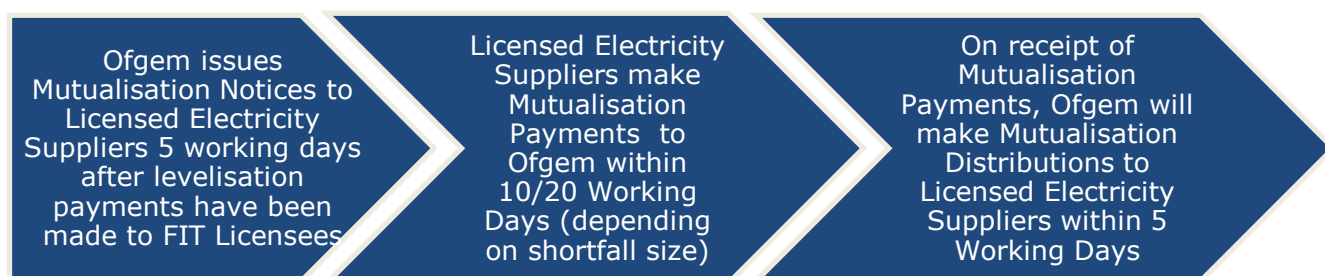 Ofgem issues
Mutualisation Notices to
Licensed Electricity
Suppliers 5 working days
after levelisation
payments have been
made to FIT Licensees
Licensed Electricity
Suppliers make
Mutualisation
Payments to
Ofgem within
10/20 Working
Days (depending
on shortfall size)
On receipt of
Mutualisation
Payments, Ofgem will
make Mutualisation
Distributions to
Licensed Electricity
Suppliers within 5
Working Days